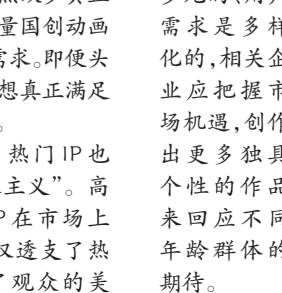 量国创动画
需求。即便头
想真正满足
。
热门IP也
主义”。高
P在市场上
又透支了热
了观众的美
需求是多样
化的,相关企
业应把握市
场机遇,创作
出更多独具
个性的作品
来回应不同
年龄群体的
期待。